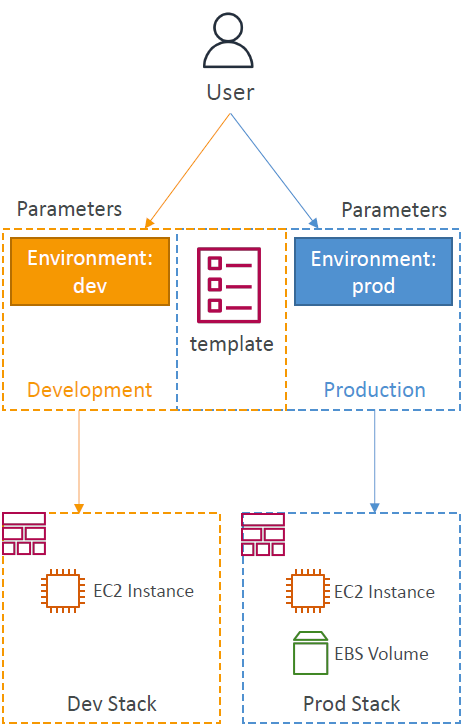 User
Parameters
Parameters
Environment:
dev
Environment:
prod
template
Development
Production
EC2 Instance
EC2 Instance
EBS Volume
Dev Stack
Prod Stack